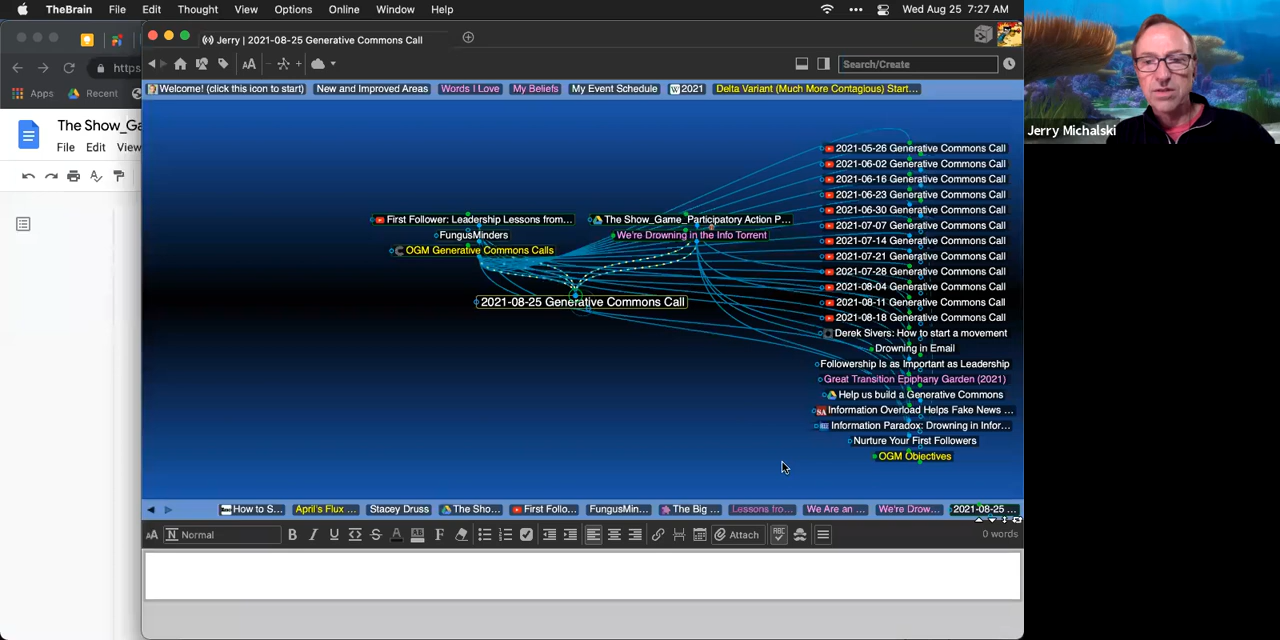 TheBrain File Edit Thought View Options Online Window Help Wed Aug 25 7:27 AM
Jerry | 2021-08-25 Generative Commons Call
https
Search/Create
Apps Recent
Welcome! (click this icon to start) New and Improved Areas Words I Love My Beliefs My Event Schedule 2021 Delta Variant (Much More Contagious) Start...
The Show_Ga
File Edit View
Jerry Michalski
First Follower: Leadership Lessons from...
FungusMinders
OGM Generative Commons Calls
The Show_Game_Participatory Action P...
We're Drowning in the Info Torrent
2021-08-25 Generative Commons Call
2021-05-26 Generative Commons Call
2021-06-02 Generative Commons Call
2021-06-16 Generative Commons Call
2021-06-23 Generative Commons Call
2021-06-30 Generative Commons Call
2021-07-07 Generative Commons Call
2021-07-14 Generative Commons Call
2021-07-21 Generative Commons Call
2021-07-28 Generative Commons Call
2021-08-04 Generative Commons Call
2021-08-11 Generative Commons Call
2021-08-18 Generative Commons Call
Derek Sivers: How to start a movement
Drowning in Email
Followership Is as Important as Leadership
Great Transition Epiphany Garden (2021)
Help us build a Generative Commons
Information Overload Helps Fake News ...
Information Paradox: Drowning in Infor...
Nurture Your First Followers
OGM Objectives
How to S... April's Flux ... Stacey Druss The Sho... First Follo... FungusMin... The Big ... Lessons fro... We Are an ... We're Drow... 2021-08-25 ...
Normal B I U S A F Attach 0 words